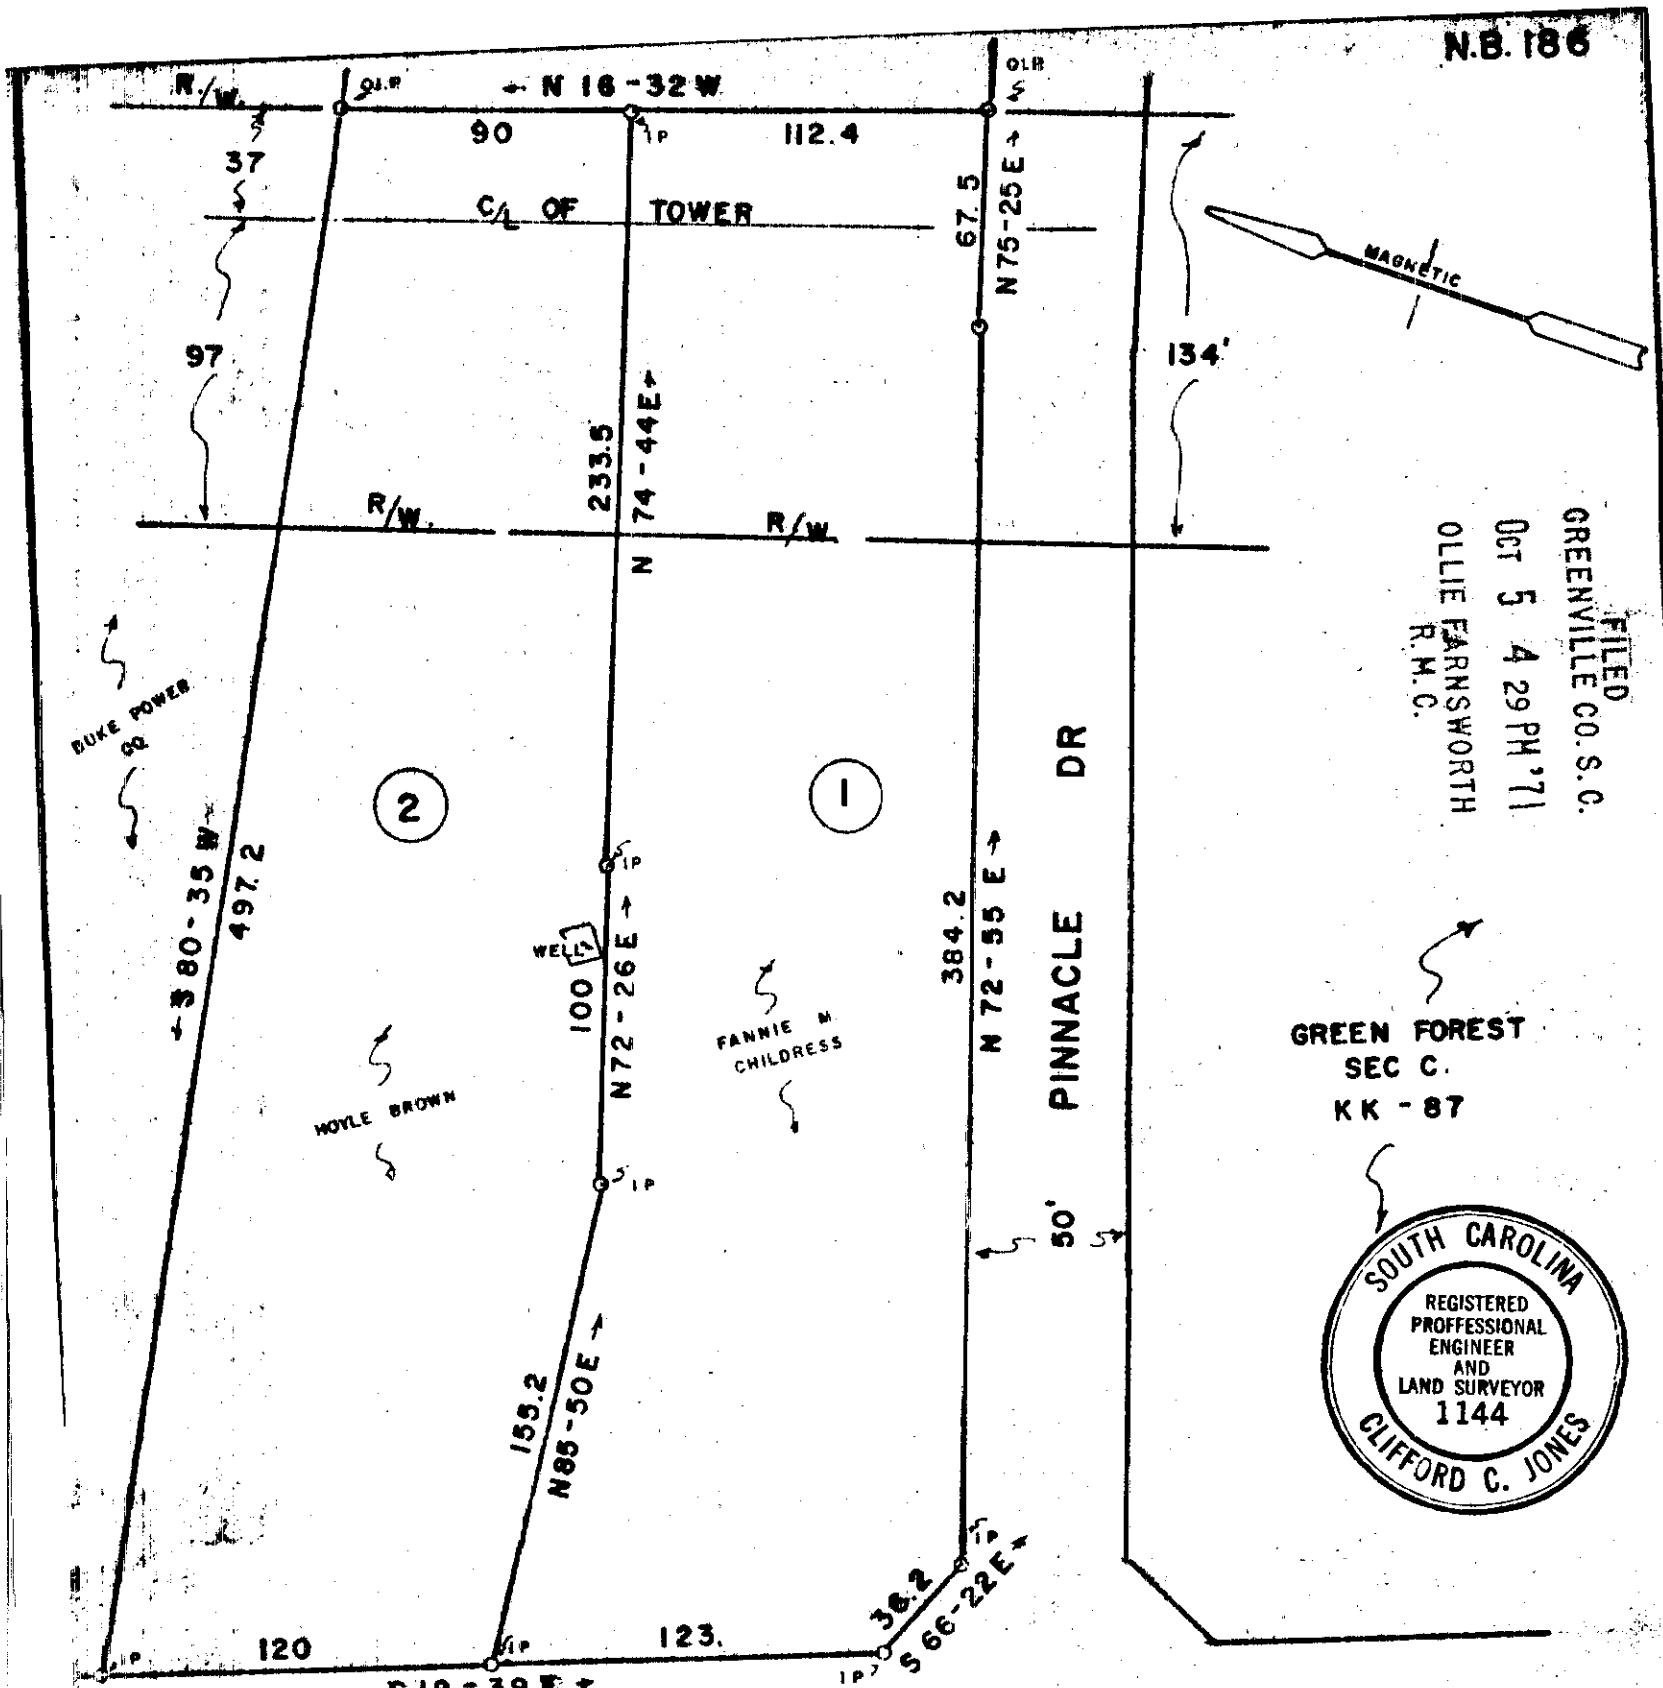 N.B. 186
R/W.
O.I.P
← N 16-32 W
OIP
90
IP
112.4
37
C/L OF TOWER
67.5
N75-25E →
MAGNETIC
97
134'
233.5
N 74-44E →
R/W.
R/W.
FILED
GREENVILLE CO. S. C.
OCT 5 4 29 PM '71
OLLIE FARNSWORTH
R. M. C.
DUKE POWER
CO
2
1
PINNACLE DR
← S 80-35 W
497.2
IP
WELL
100
N72-26E →
384.2
N 72-55 E →
FANNIE M.
CHILDRESS
HOYLE BROWN
GREEN FOREST
SEC C.
KK - 87
IP
50'
SOUTH CAROLINA
REGISTERED
PROFFESSIONAL
ENGINEER
AND
LAND SURVEYOR
1144
CLIFFORD C. JONES
155.2
N85-50E →
IP
38.2
S 66-22E
IP
120
IP
123.
IP